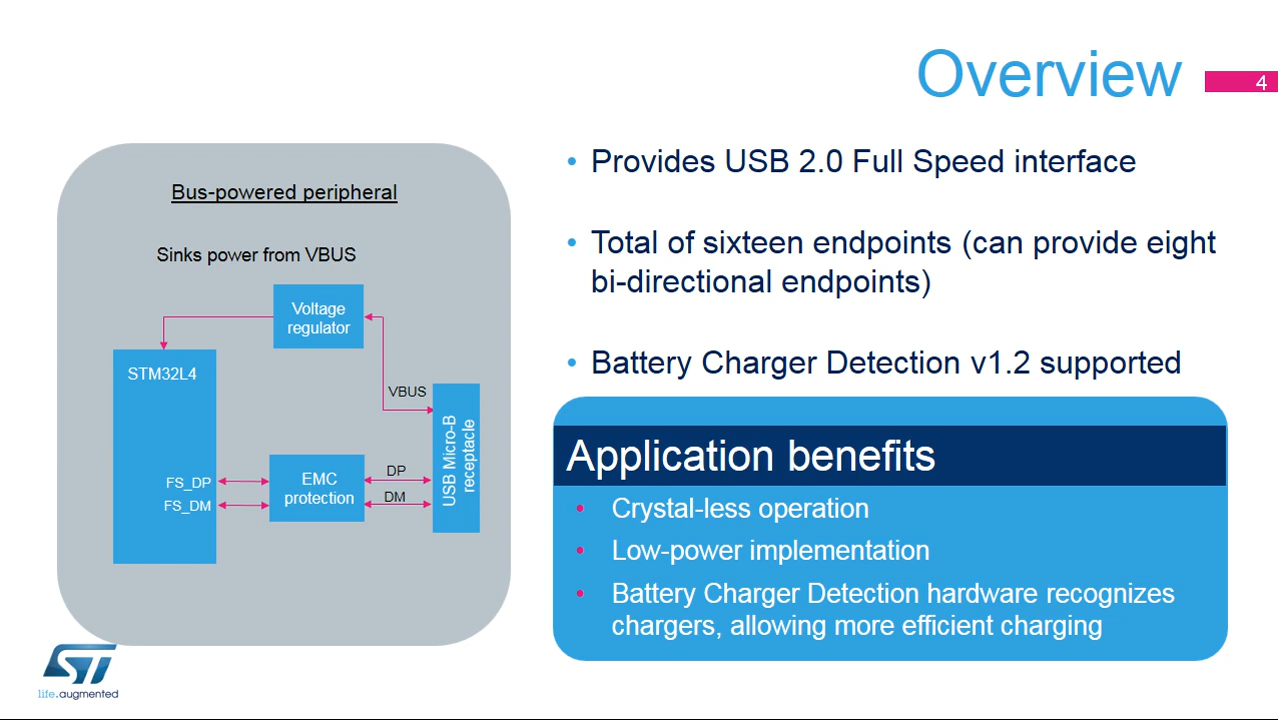 Overview
4
Bus-powered peripheral
Sinks power from VBUS
Voltage
regulator
STM32L4
VBUS
USB Micro-B
receptacle
FS_DP
FS_DM
EMC
protection
DP
DM
• Provides USB 2.0 Full Speed interface
• Total of sixteen endpoints (can provide eight
bi-directional endpoints)
• Battery Charger Detection v1.2 supported
Application benefits
• Crystal-less operation
• Low-power implementation
• Battery Charger Detection hardware recognizes
chargers, allowing more efficient charging
ST
life.augmented